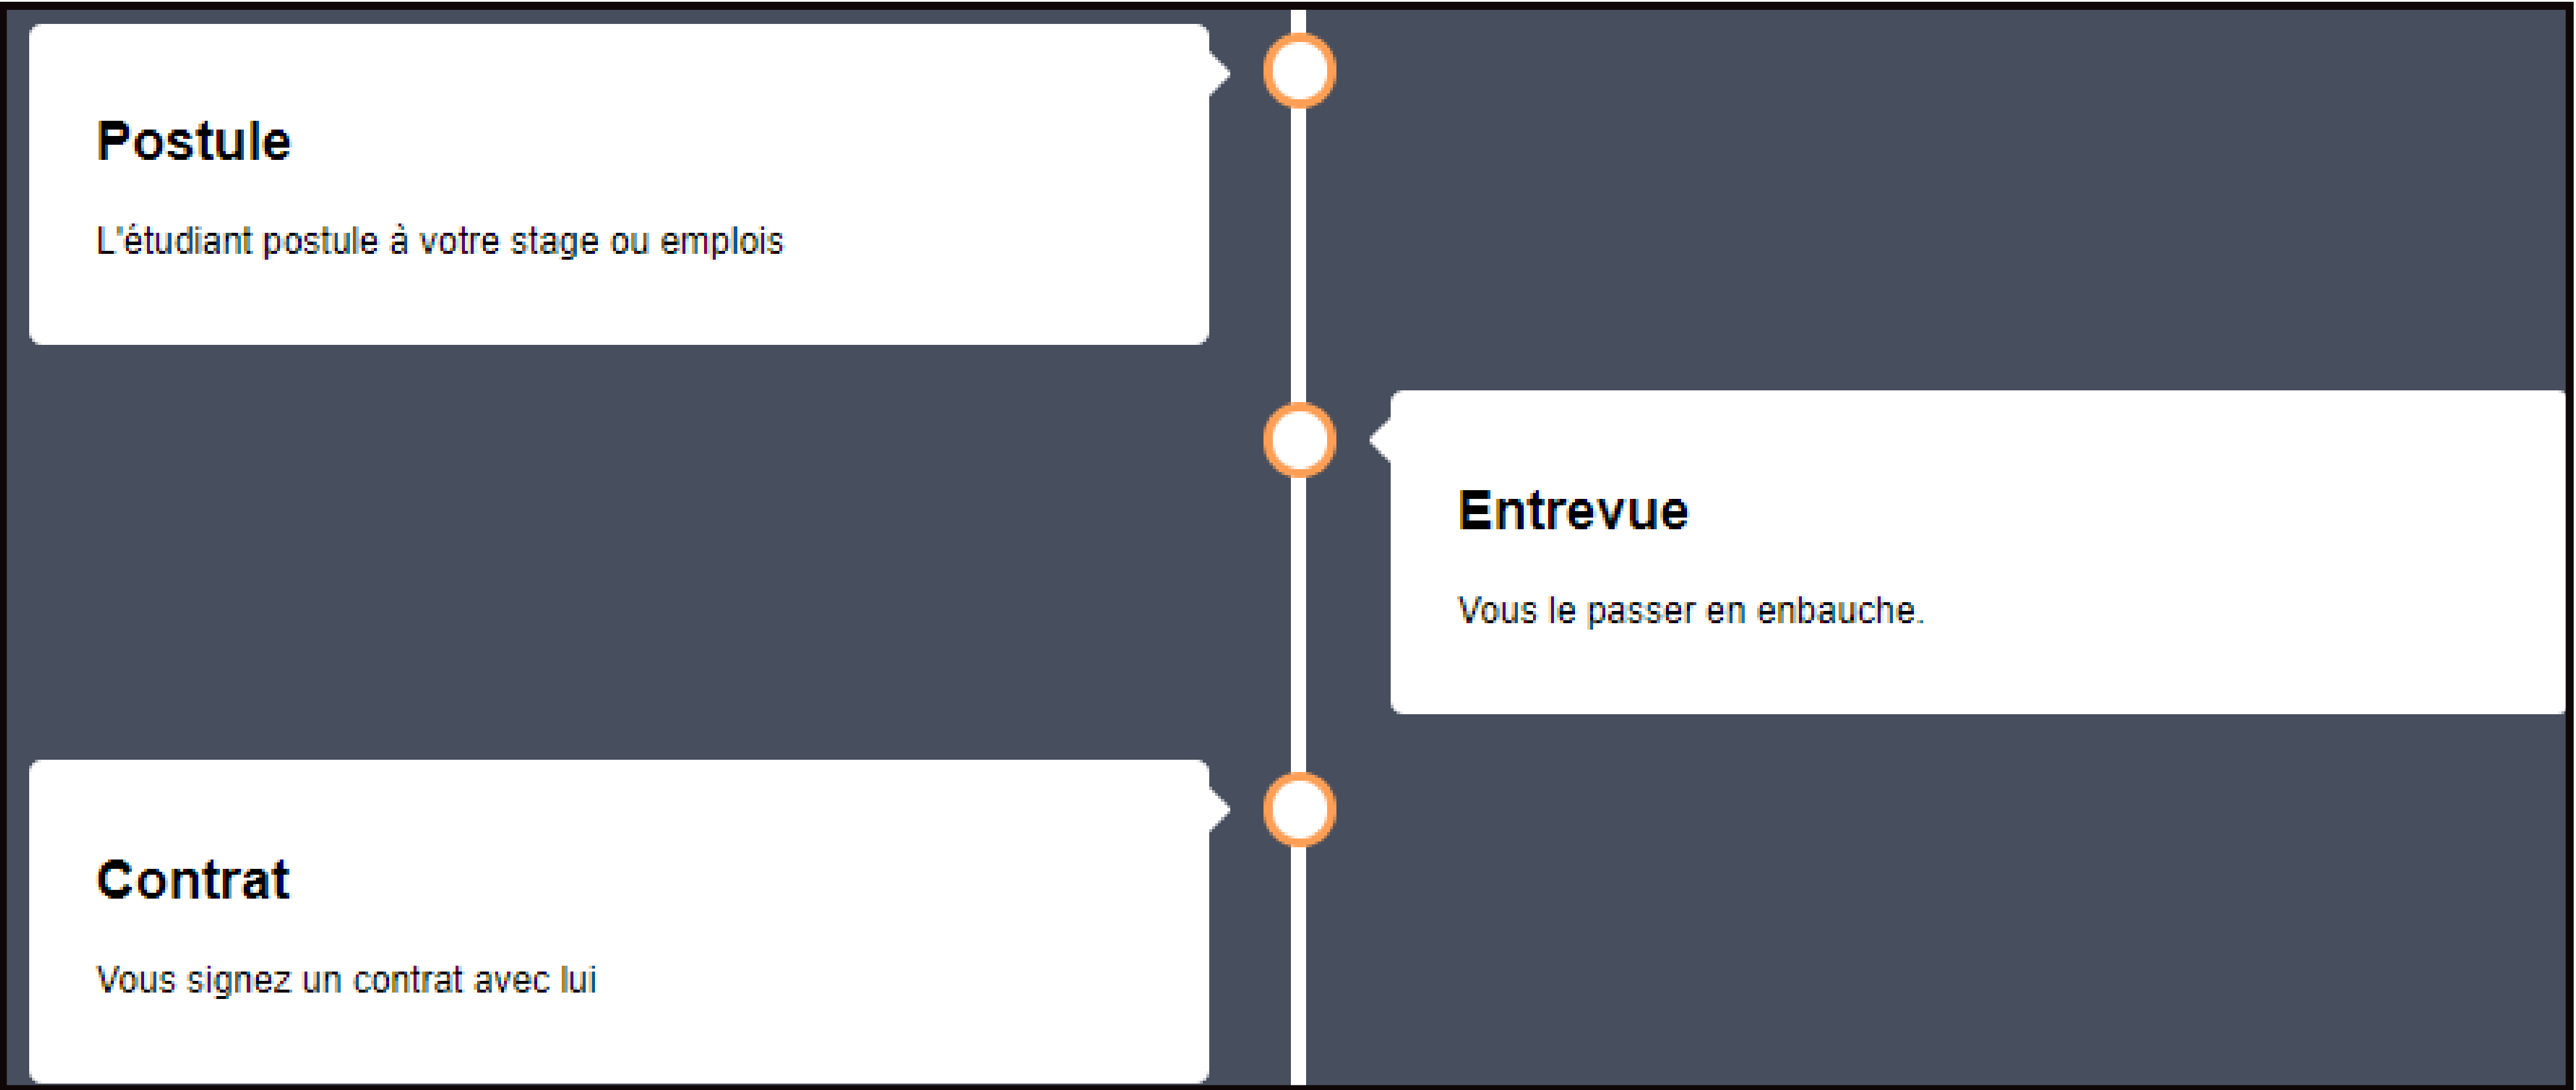 Postule
L'étudiant postule à votre stage ou emplois
Entrevue
Vous le passer en enbauche.
Contrat
Vous signez un contrat avec lui